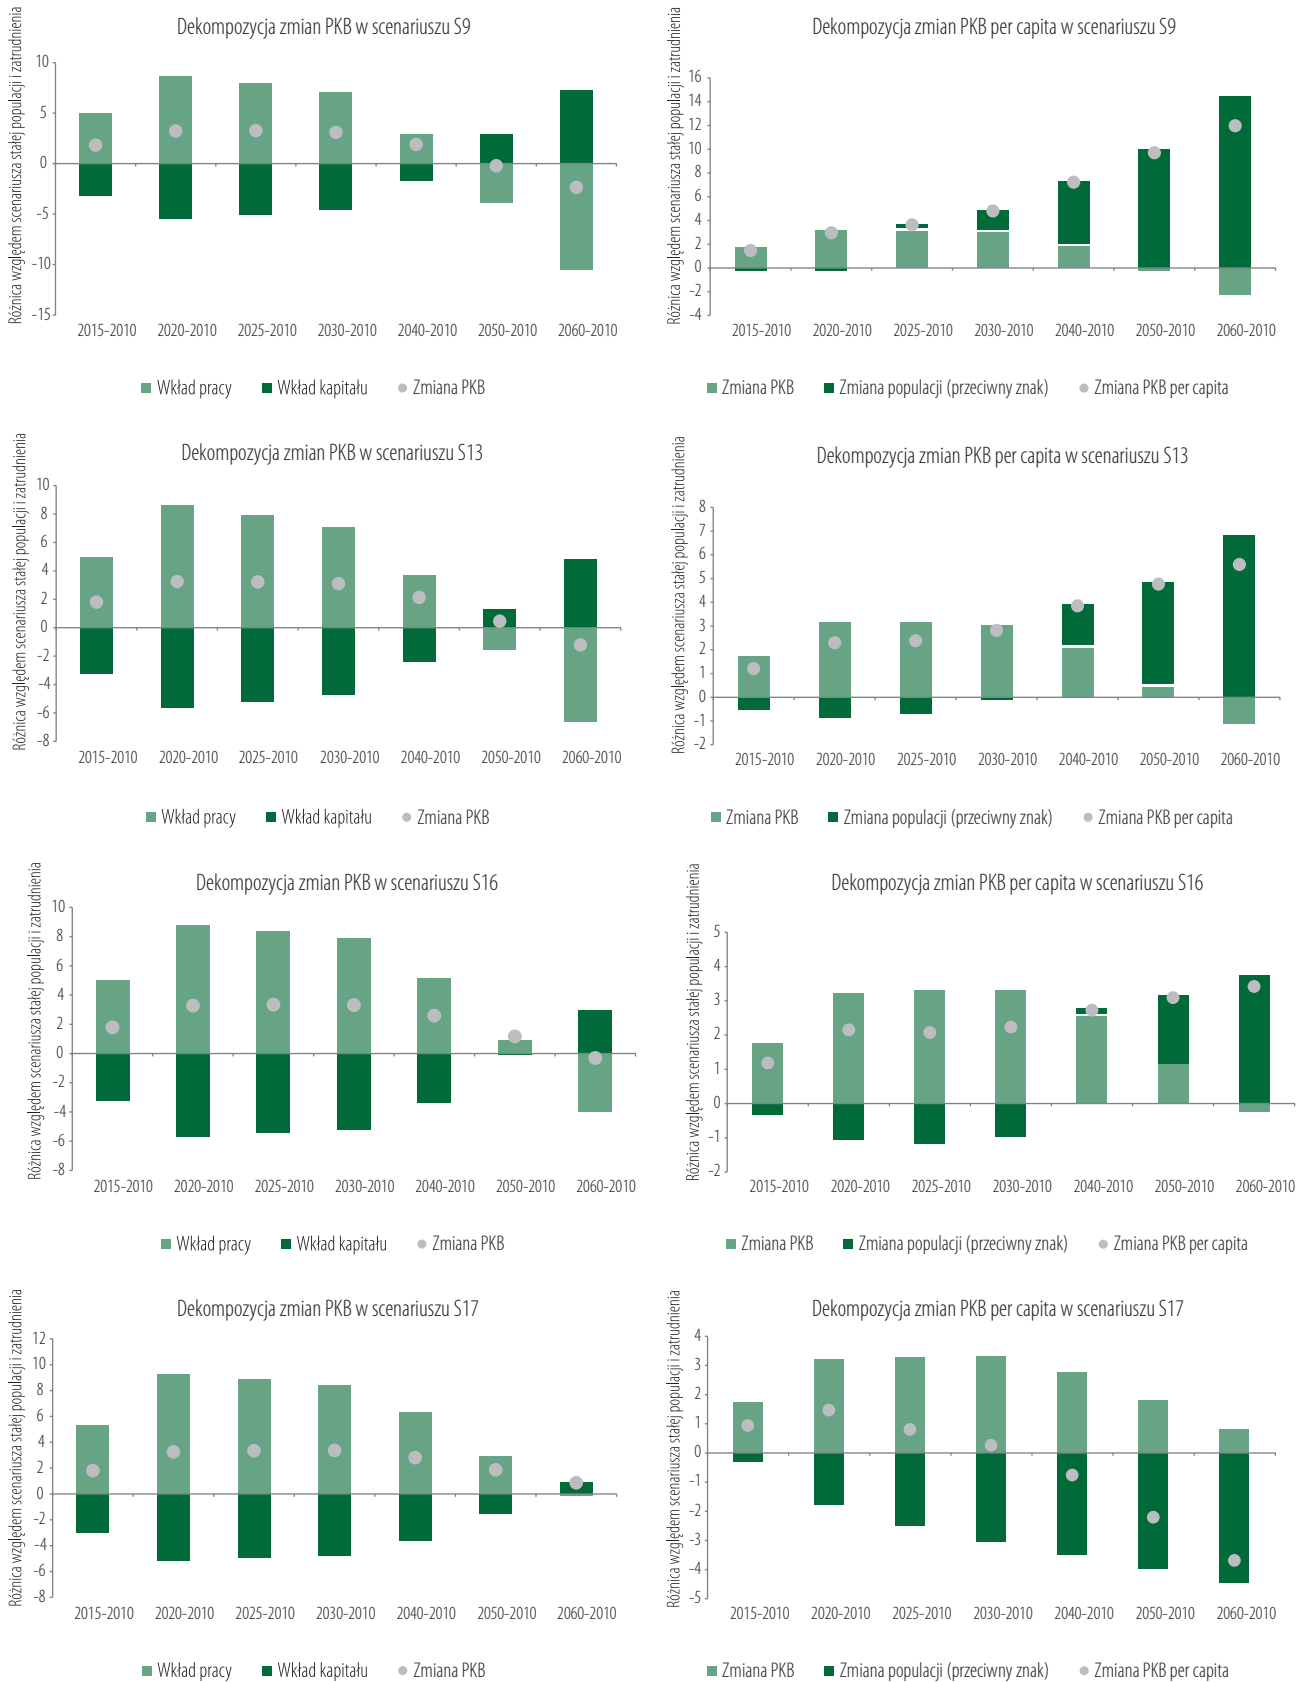 Dekompozycja zmian PKB w scenariuszu S9
Różnica względem scenariusza stałej populacji i zatrudnienia
10
5
0
-5
-10
-15
2015-2010 2020-2010 2025-2010 2030-2010 2040-2010 2050-2010 2060-2010
Wkład pracy Wkład kapitału Zmiana PKB
Dekompozycja zmian PKB per capita w scenariuszu S9
Różnica względem scenariusza stałej populacji i zatrudnienia
16
14
12
10
8
6
4
2
0
-2
-4
2015-2010 2020-2010 2025-2010 2030-2010 2040-2010 2050-2010 2060-2010
Zmiana PKB Zmiana populacji (przeciwny znak) Zmiana PKB per capita
Dekompozycja zmian PKB w scenariuszu S13
Różnica względem scenariusza stałej populacji i zatrudnienia
10
8
6
4
2
0
-2
-4
-6
-8
2015-2010 2020-2010 2025-2010 2030-2010 2040-2010 2050-2010 2060-2010
Wkład pracy Wkład kapitału Zmiana PKB
Dekompozycja zmian PKB per capita w scenariuszu S13
Różnica względem scenariusza stałej populacji i zatrudnienia
8
7
6
5
4
3
2
1
0
-1
-2
2015-2010 2020-2010 2025-2010 2030-2010 2040-2010 2050-2010 2060-2010
Zmiana PKB Zmiana populacji (przeciwny znak) Zmiana PKB per capita
Dekompozycja zmian PKB w scenariuszu S16
Różnica względem scenariusza stałej populacji i zatrudnienia
10
8
6
4
2
0
-2
-4
-6
-8
2015-2010 2020-2010 2025-2010 2030-2010 2040-2010 2050-2010 2060-2010
Wkład pracy Wkład kapitału Zmiana PKB
Dekompozycja zmian PKB per capita w scenariuszu S16
Różnica względem scenariusza stałej populacji i zatrudnienia
5
4
3
2
1
0
-1
-2
2015-2010 2020-2010 2025-2010 2030-2010 2040-2010 2050-2010 2060-2010
Zmiana PKB Zmiana populacji (przeciwny znak) Zmiana PKB per capita
Dekompozycja zmian PKB w scenariuszu S17
Różnica względem scenariusza stałej populacji i zatrudnienia
12
10
8
6
4
2
0
-2
-4
-6
-8
2015-2010 2020-2010 2025-2010 2030-2010 2040-2010 2050-2010 2060-2010
Wkład pracy Wkład kapitału Zmiana PKB
Dekompozycja zmian PKB per capita w scenariuszu S17
Różnica względem scenariusza stałej populacji i zatrudnienia
4
3
2
1
0
-1
-2
-3
-4
-5
2015-2010 2020-2010 2025-2010 2030-2010 2040-2010 2050-2010 2060-2010
Zmiana PKB Zmiana populacji (przeciwny znak) Zmiana PKB per capita